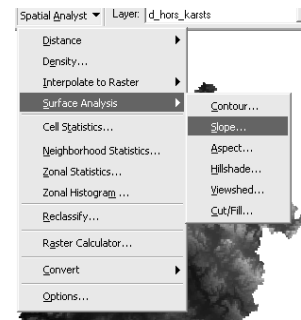 Spatial Analyst Layer: d_hors_karsts
Distance
Density...
Interpolate to Raster
Surface Analysis
Cell Statistics...
Neighborhood Statistics...
Zonal Statistics...
Zonal Histogram ...
Reclassify...
Raster Calculator...
Convert
Options...
Contour...
Slope...
Aspect...
Hillshade...
Viewshed...
Cut/Fill...